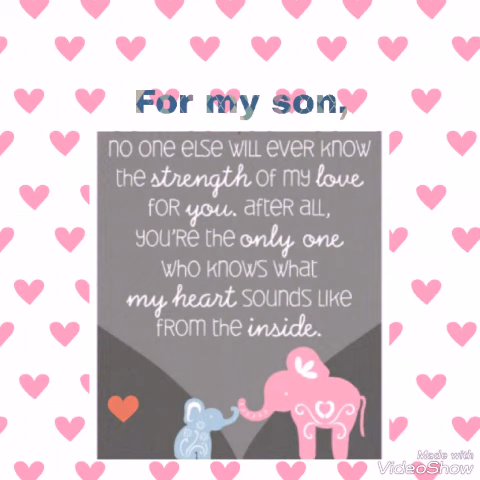 For my son,
no one else will ever know
the strength of my love
for you. after all,
you're the only one
who knows what
my heart sounds like
from the inside.
Made with
VideoShow